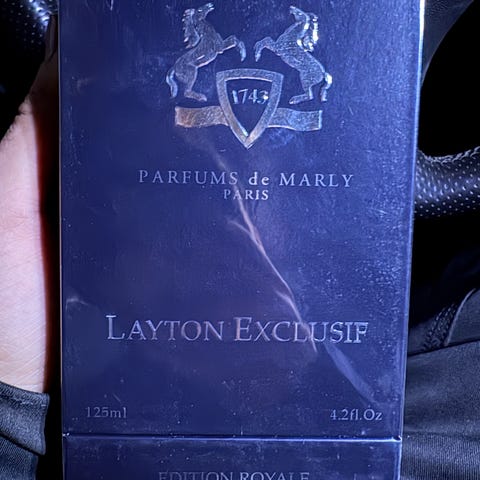 1743
PARFUMS de MARLY
PARIS
LAYTON EXCLUSIF
125ml 4.2fl.Oz
EDITION ROYALE